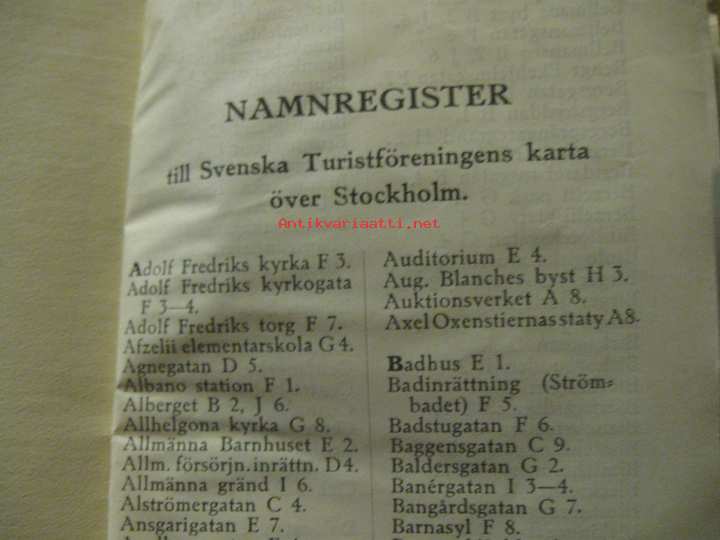 NAMNREGISTER
till Svenska Turistföreningens karta
över Stockholm.
Antikvariaatti.net
Adolf Fredriks kyrka F 3.
Adolf Fredriks kyrkogata
F 3—4.
Adolf Fredriks torg F 7.
Afzelii elementarskola G 4.
Agnegatan D 5.
Albano station F 1.
Alberget B 2, J 6.
Allhelgona kyrka G 8.
Allmänna Barnhuset E 2.
Allm. försörjn. inrättn. D 4.
Allmänna gränd I 6.
Alströmergatan C 4.
Ansgarigatan E 7.
Auditorium E 4.
Aug. Blanches byst H 3.
Auktionsverket A 8.
Axel Oxenstiernas staty A 8.
Badhus E 1.
Badinrättning (Ström=
badet) F 5.
Badstugatan F 6.
Baggensgatan C 9.
Baldersgatan G 2.
Banérgatan I 3—4.
Bangårdsgatan G 7.
Barnasyl F 8.